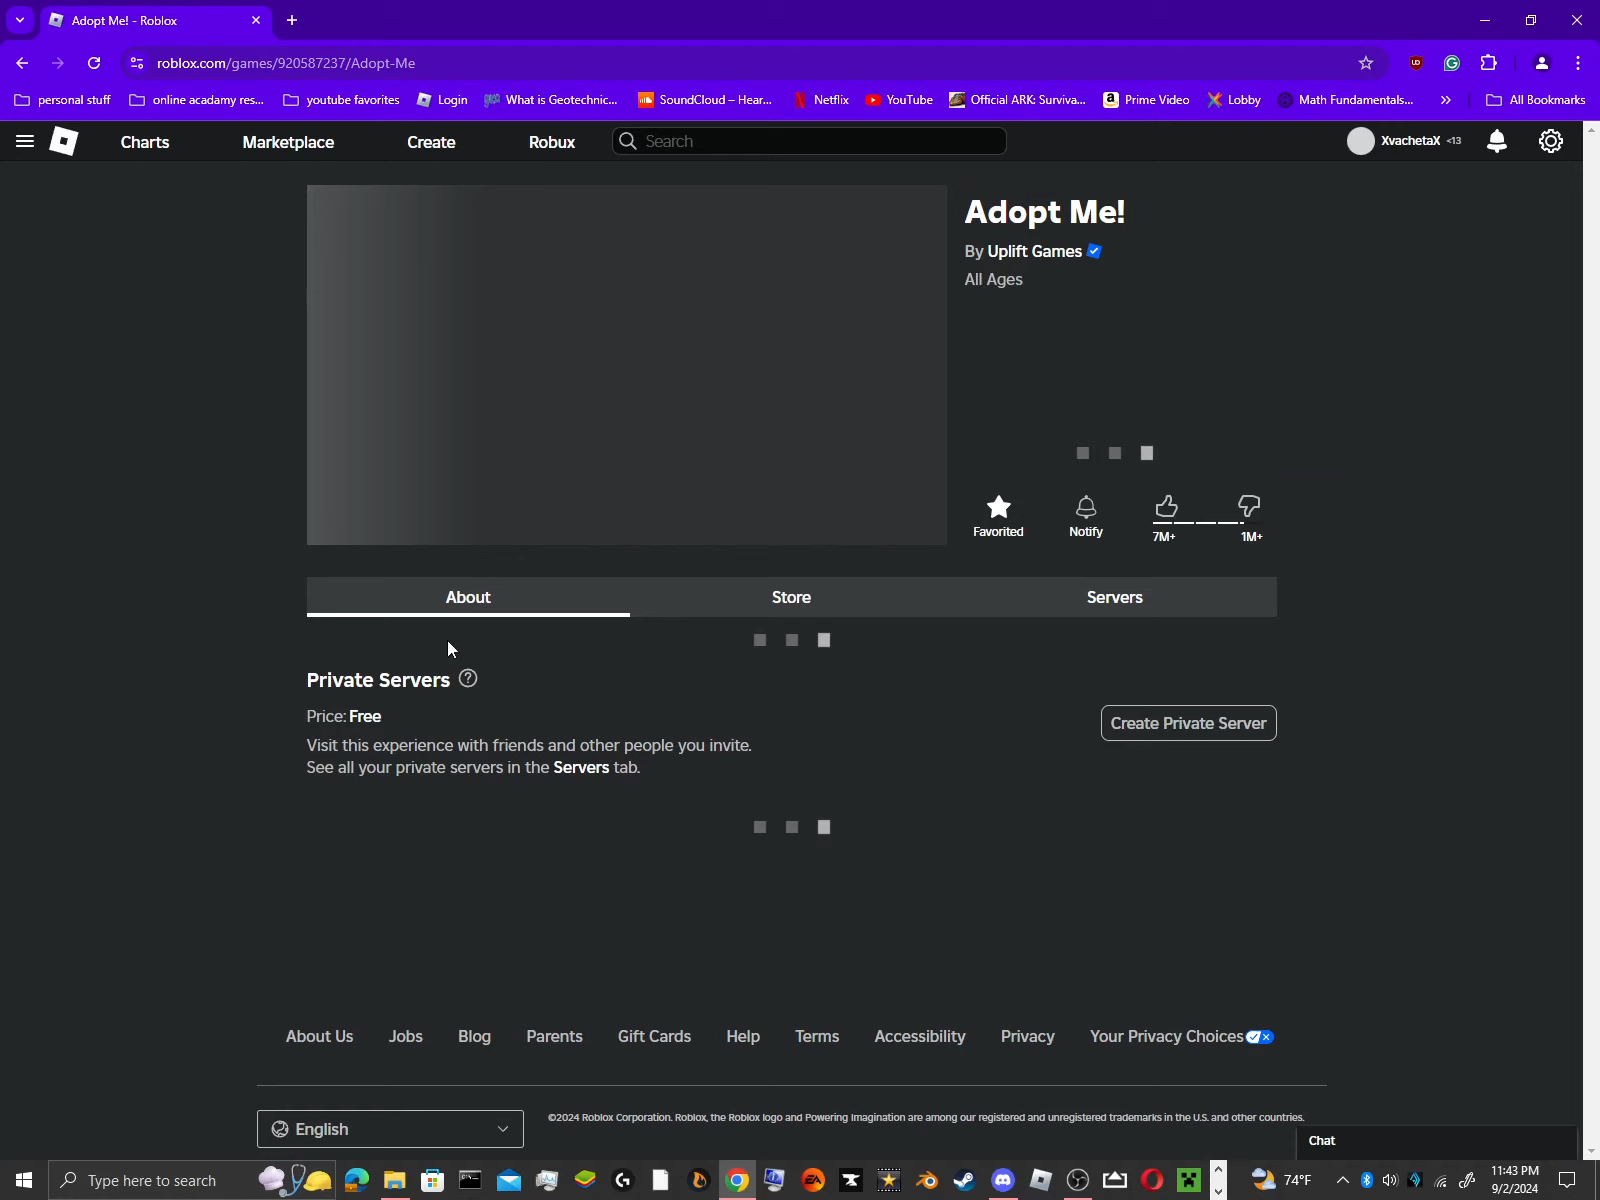 Adopt Me! - Roblox
roblox.com/games/920587237/Adopt-Me
personal stuff
online acadamy res...
youtube favorites
Login
What is Geotechnic...
SoundCloud – Hear...
Netflix
YouTube
Official ARK: Surviva...
Prime Video
Lobby
Math Fundamentals...
»
All Bookmarks
Charts
Marketplace
Create
Robux
Search
XvachetaX <13
Adopt Me!
By Uplift Games
All Ages
Favorited
Notify
7M+
1M+
About
Store
Servers
Private Servers
Price: Free
Create Private Server
Visit this experience with friends and other people you invite.
See all your private servers in the Servers tab.
About Us
Jobs
Blog
Parents
Gift Cards
Help
Terms
Accessibility
Privacy
Your Privacy Choices
English
©2024 Roblox Corporation. Roblox, the Roblox logo and Powering Imagination are among our registered and unregistered trademarks in the U.S. and other countries.
Chat
Type here to search
74°F
11:43 PM
9/2/2024